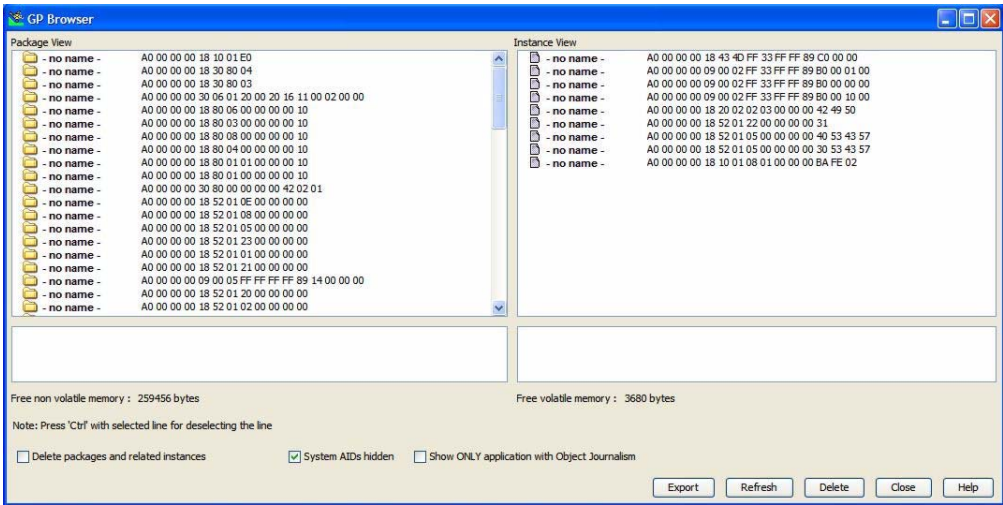 GP Browser
Package View
- no name - A0 00 00 00 18 10 01 E0
- no name - A0 00 00 00 18 30 80 04
- no name - A0 00 00 00 18 30 80 03
- no name - A0 00 00 00 30 06 01 20 00 20 16 11 00 02 00 00
- no name - A0 00 00 00 18 80 06 00 00 00 00 10
- no name - A0 00 00 00 18 80 03 00 00 00 00 10
- no name - A0 00 00 00 18 80 08 00 00 00 00 10
- no name - A0 00 00 00 18 80 04 00 00 00 00 10
- no name - A0 00 00 00 18 80 01 01 00 00 00 10
- no name - A0 00 00 00 18 80 01 00 00 00 00 10
- no name - A0 00 00 00 30 80 00 00 00 00 42 02 01
- no name - A0 00 00 00 18 52 01 0E 00 00 00 00
- no name - A0 00 00 00 18 52 01 08 00 00 00 00
- no name - A0 00 00 00 18 52 01 05 00 00 00 00
- no name - A0 00 00 00 18 52 01 23 00 00 00 00
- no name - A0 00 00 00 18 52 01 01 00 00 00 00
- no name - A0 00 00 00 18 52 01 21 00 00 00 00
- no name - A0 00 00 00 09 00 05 FF FF FF FF 89 14 00 00 00
- no name - A0 00 00 00 18 52 01 20 00 00 00 00
- no name - A0 00 00 00 18 52 01 02 00 00 00 00
Instance View
- no name - A0 00 00 00 18 43 4D FF 33 FF FF 89 C0 00 00
- no name - A0 00 00 00 09 00 02 FF 33 FF FF 89 B0 00 01 00
- no name - A0 00 00 00 09 00 02 FF 33 FF FF 89 B0 00 00 00
- no name - A0 00 00 00 09 00 02 FF 33 FF FF 89 B0 00 10 00
- no name - A0 00 00 00 18 20 02 02 03 00 00 00 42 49 50
- no name - A0 00 00 00 18 52 01 22 00 00 00 00 31
- no name - A0 00 00 00 18 52 01 05 00 00 00 00 40 53 43 57
- no name - A0 00 00 00 18 52 01 05 00 00 00 00 30 53 43 57
- no name - A0 00 00 00 18 10 01 08 01 00 00 00 BA FE 02
Free non volatile memory : 259456 bytes
Free volatile memory : 3680 bytes
Note: Press 'Ctrl' with selected line for deselecting the line
Delete packages and related instances
System AIDs hidden
Show ONLY application with Object Journalism
Export Refresh Delete Close Help